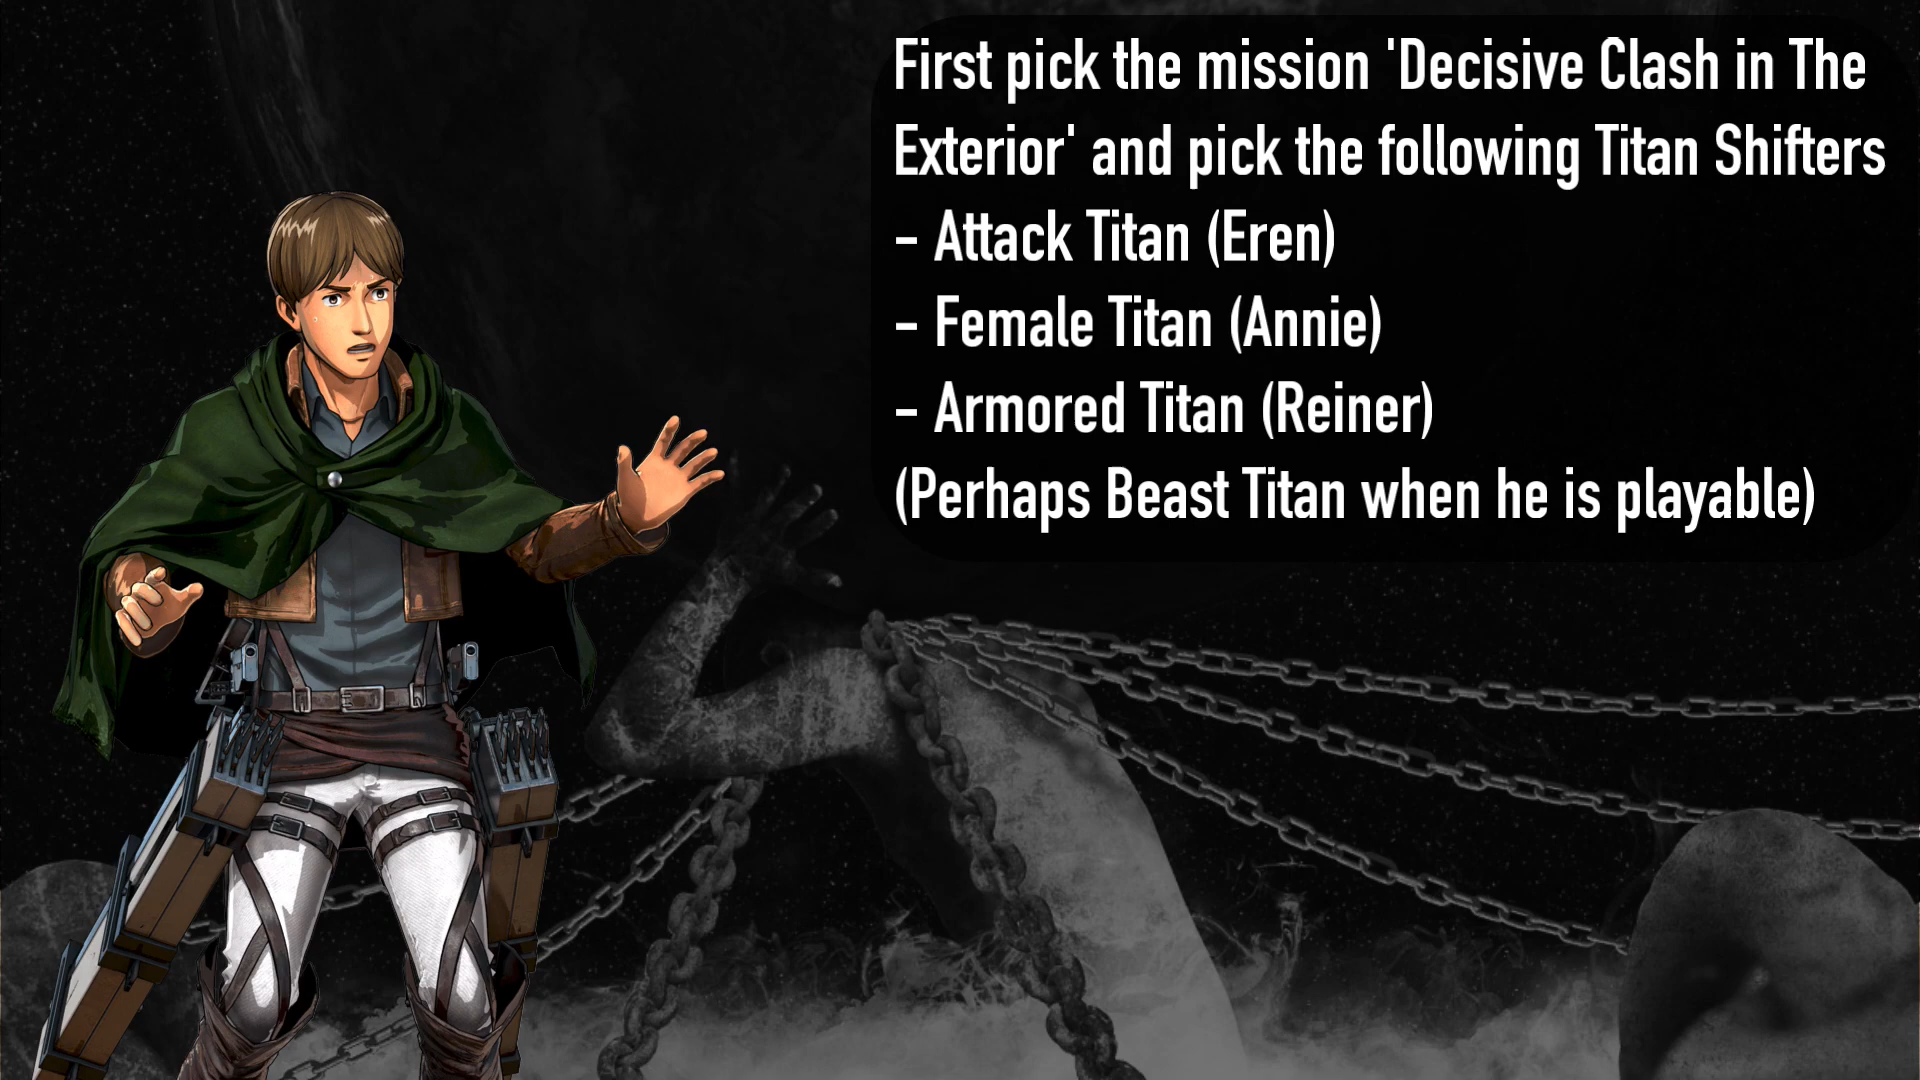 First pick the mission 'Decisive Clash in The
Exterior' and pick the following Titan Shifters
- Attack Titan (Eren)
- Female Titan (Annie)
- Armored Titan (Reiner)
(Perhaps Beast Titan when he is playable)